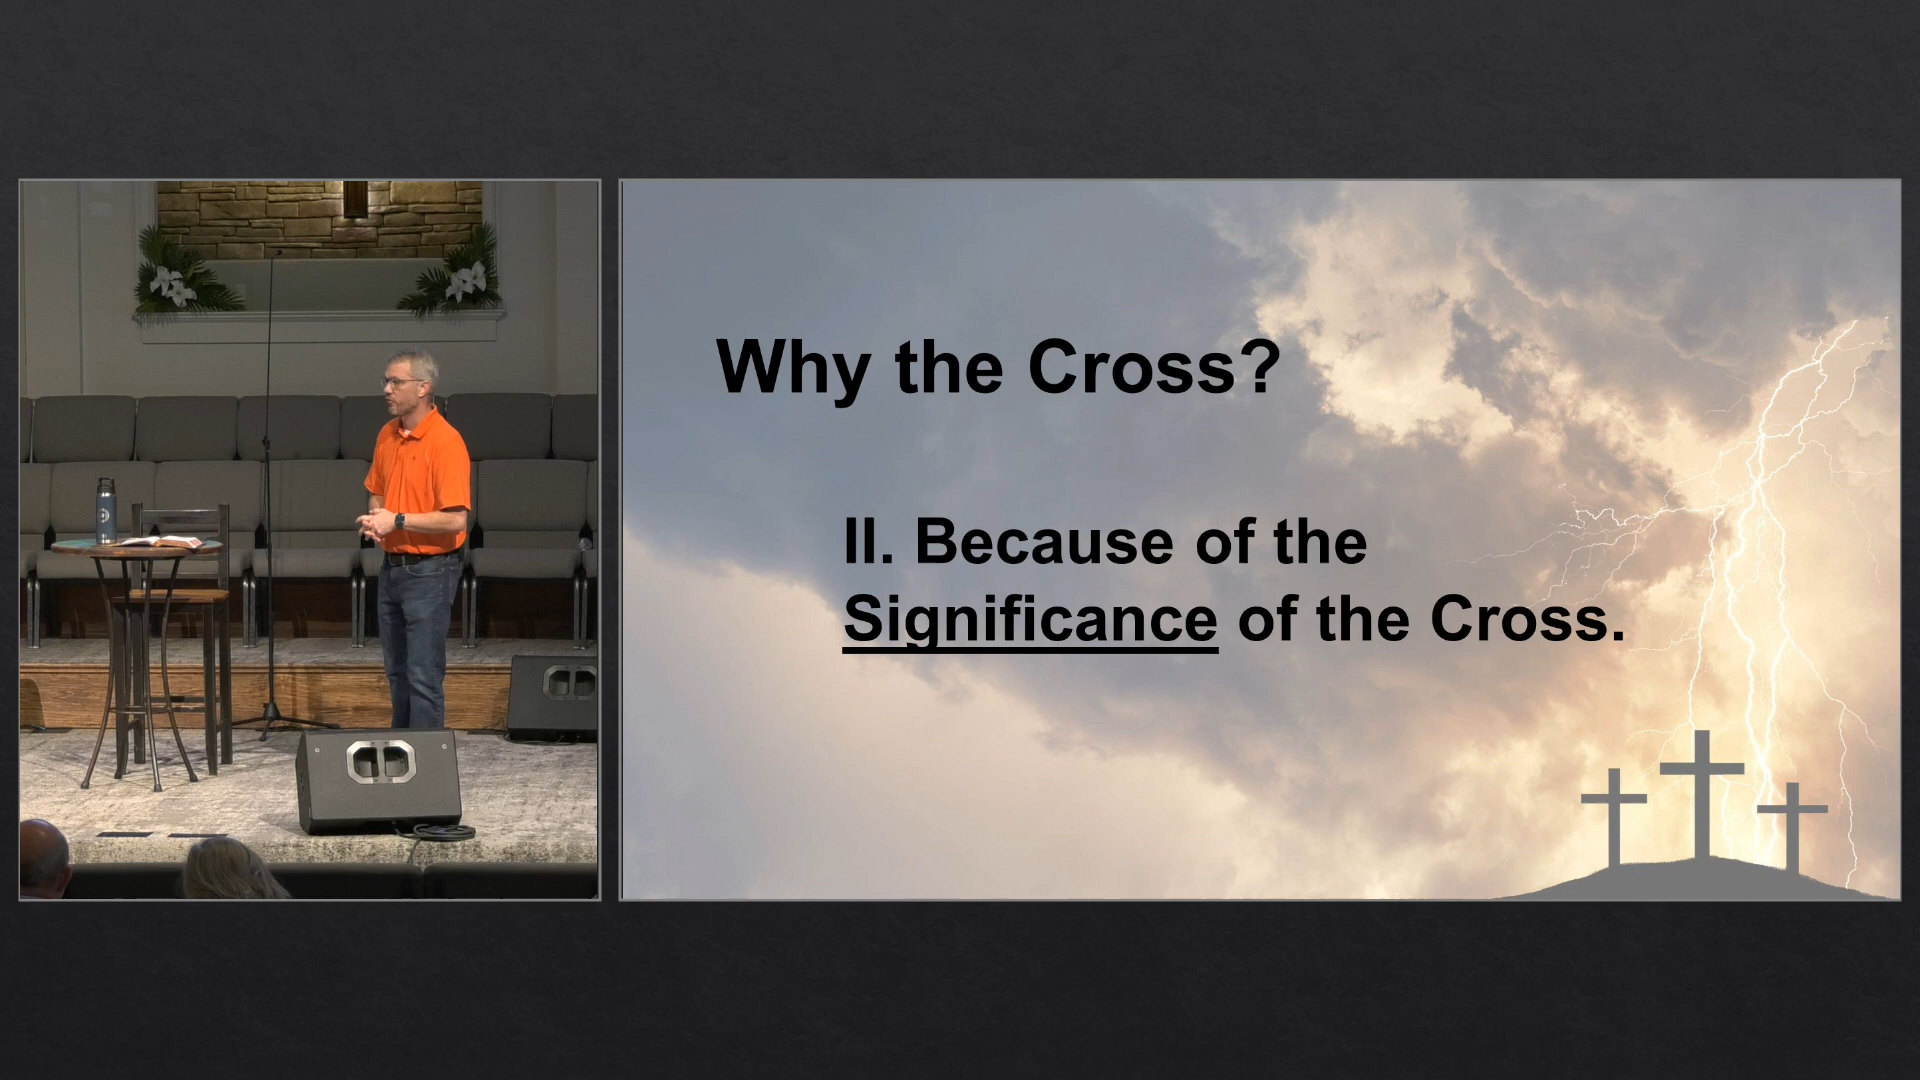 Why the Cross?
II. Because of the
Significance of the Cross.